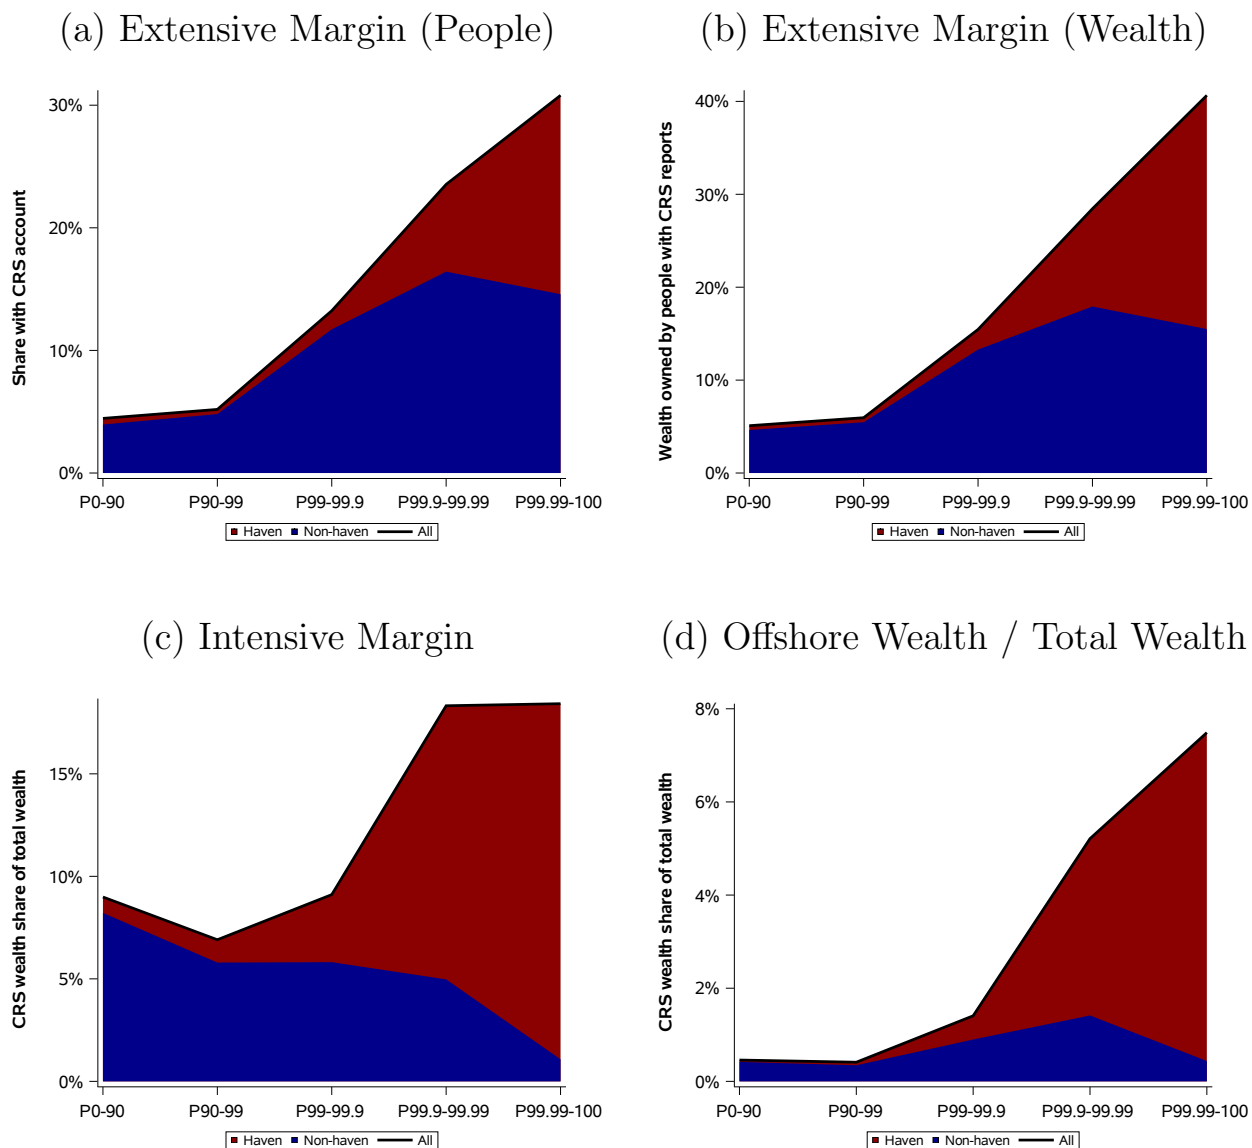 (a) Extensive Margin (People)
Share with CRS account
30%
20%
10%
0%
P0-90 P90-99 P99-99.9 P99.9-99.99 P99.99-100
Haven Non-haven All
(b) Extensive Margin (Wealth)
Wealth owned by people with CRS reports
40%
30%
20%
10%
0%
P0-90 P90-99 P99-99.9 P99.9-99.99 P99.99-100
Haven Non-haven All
(c) Intensive Margin
CRS wealth share of total wealth
15%
10%
5%
0%
P0-90 P90-99 P99-99.9 P99.9-99.99 P99.99-100
Haven Non-haven All
(d) Offshore Wealth / Total Wealth
CRS wealth share of total wealth
8%
6%
4%
2%
0%
P0-90 P90-99 P99-99.9 P99.9-99.99 P99.99-100
Haven Non-haven All